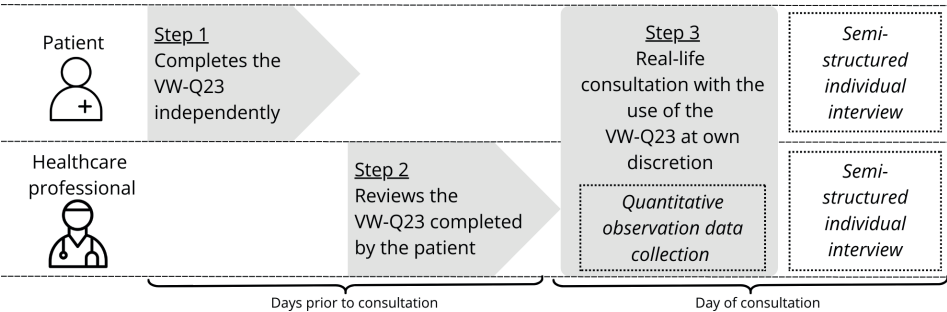 Patient
Step 1
Completes the
VW-Q23
independently
Healthcare
professional
Step 2
Reviews the
VW-Q23 completed
by the patient
Step 3
Real-life
consultation with the
use of the
VW-Q23 at own
discretion
Quantitative
observation data
collection
Semi-
structured
individual
interview
Semi-
structured
individual
interview
Days prior to consultation
Day of consultation